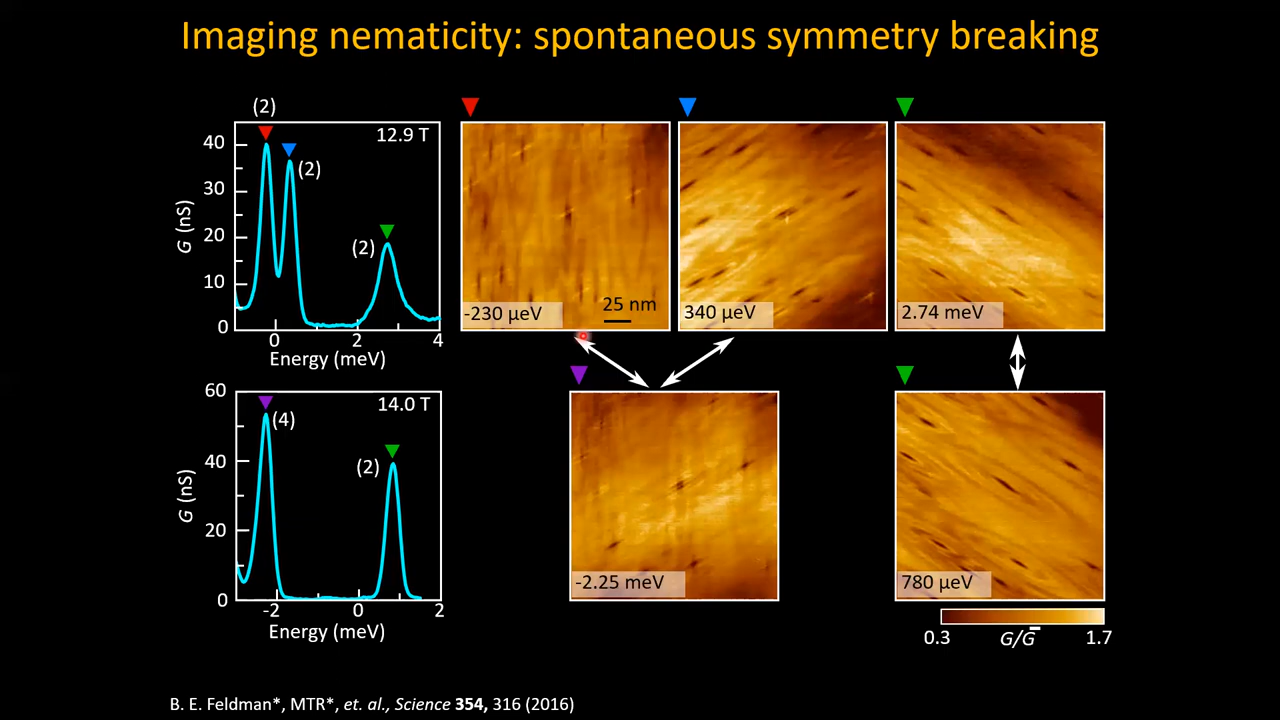 Imaging nematicity: spontaneous symmetry breaking
(2)
12.9 T
(2)
(2)
40
30
20
10
0
G (nS)
0 2 4
Energy (meV)
-230 µeV
25 nm
340 µeV
2.74 meV
14.0 T
(4)
(2)
60
40
20
0
G (nS)
-2 0 2
Energy (meV)
-2.25 meV
780 µeV
0.3 G/G̅ 1.7
B. E. Feldman*, MTR*, et. al., Science 354, 316 (2016)